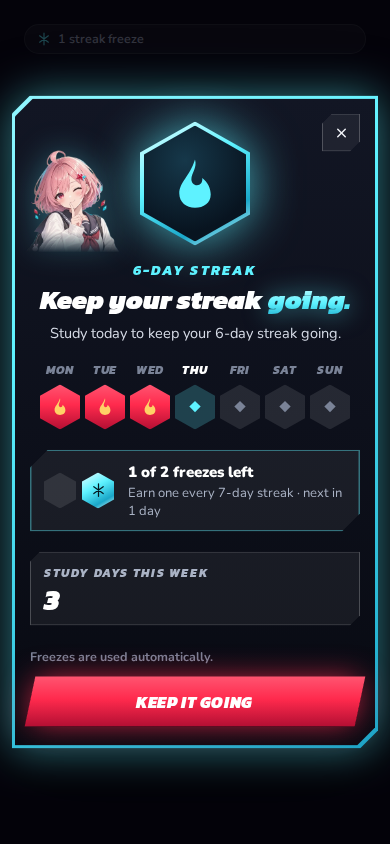 1 streak freeze
×
6-DAY STREAK
Keep your streak going.
Study today to keep your 6-day streak going.
MON TUE WED THU FRI SAT SUN
1 of 2 freezes left
Earn one every 7-day streak · next in
1 day
STUDY DAYS THIS WEEK
3
Freezes are used automatically.
KEEP IT GOING